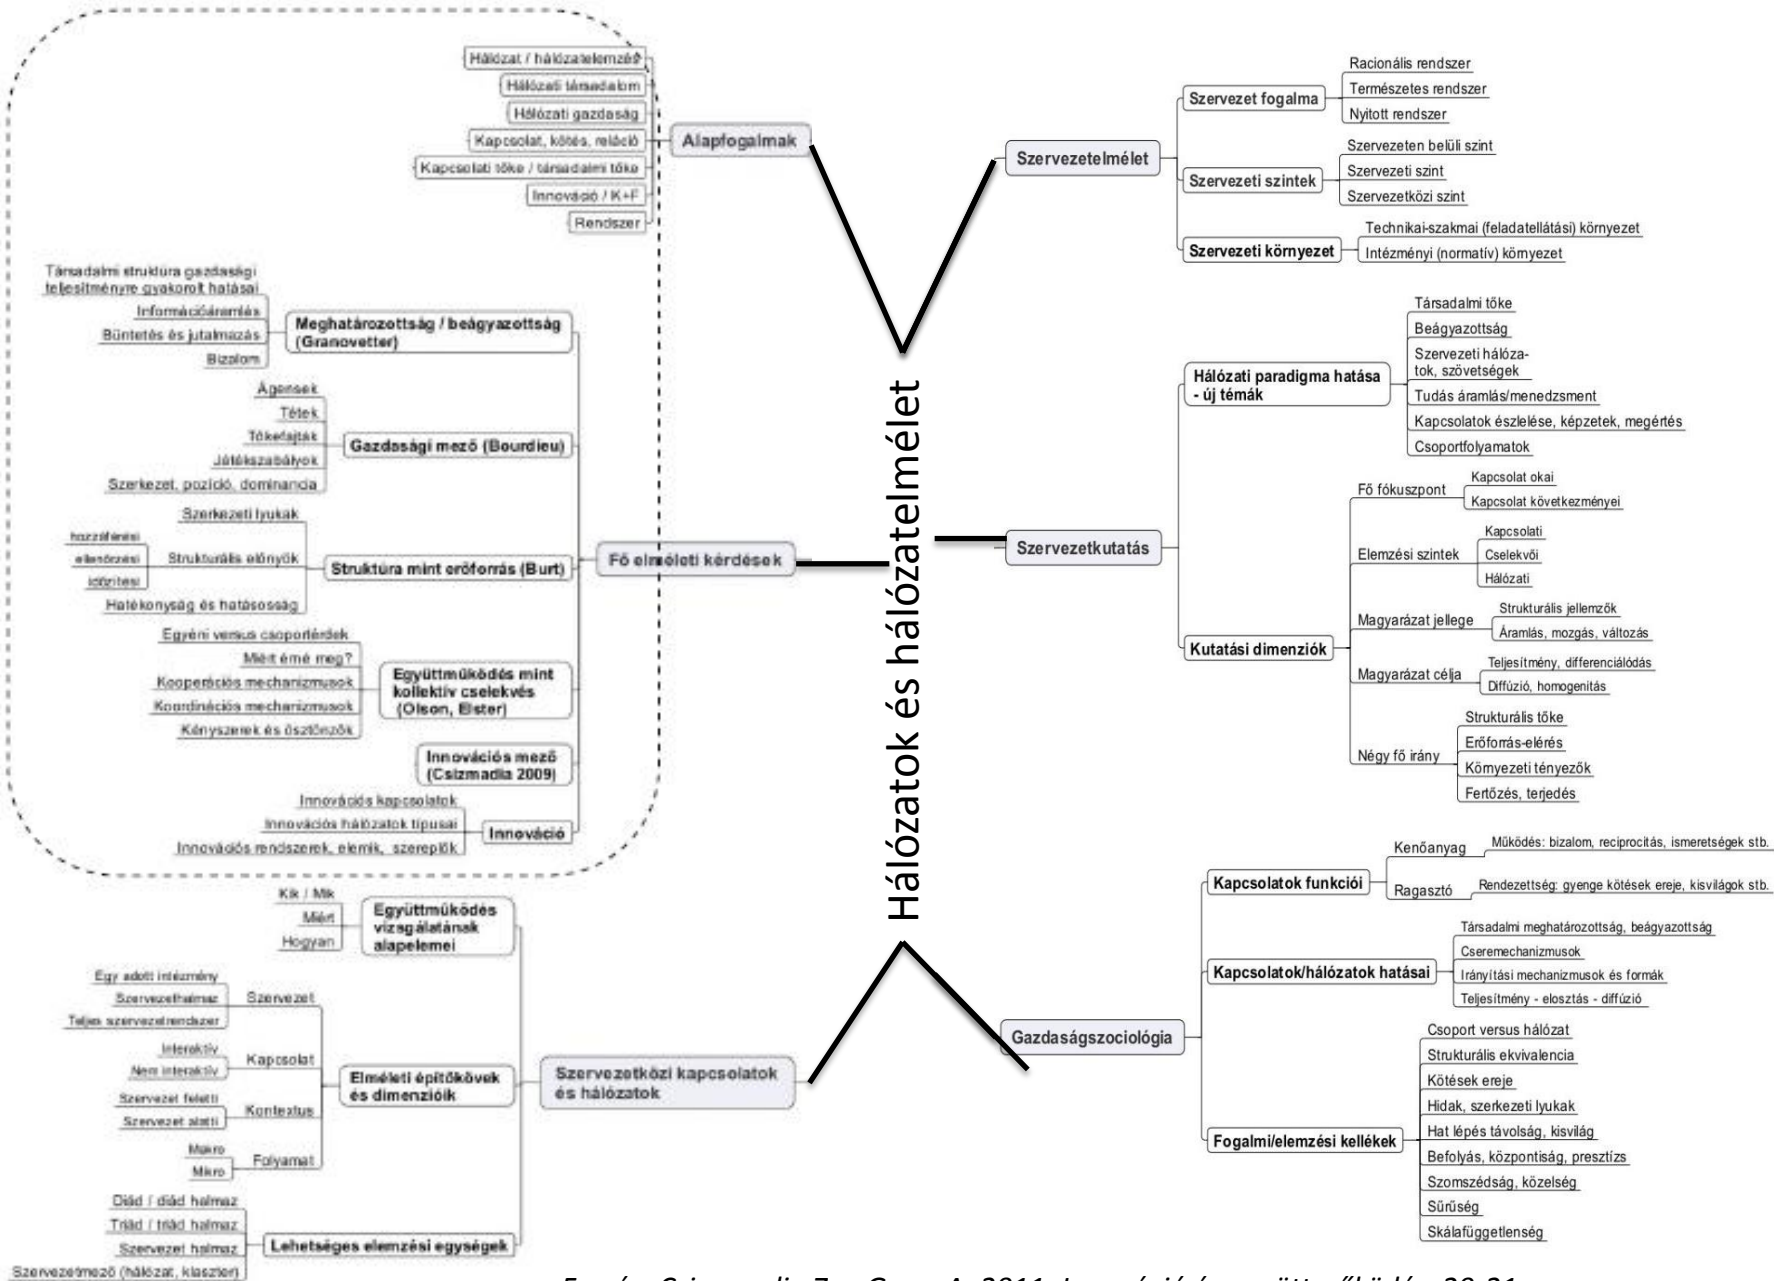 Hálózat / hálózatelemzés
Hálózati társadalom
Hálózati gazdaság
Kapcsolat, kötés, reláció
Kapcsolati tőke / társadalmi tőke
Innováció / K+F
Rendszer
Alapfogalmak
Társadalmi struktúra gazdasági
teljesítményre gyakorolt hatásai
Információáramlás
Büntetés és jutalmazás
Bizalom
Meghatározottság / beágyazottság
(Granovetter)
Ágensek
Tétek
Tőkefajták
Játékszabályok
Szerkezet, pozíció, dominancia
Gazdasági mező (Bourdieu)
Szerkezeti lyukak
hozzáférési
ellenőrzési
időzítési
Strukturális előnyök
Hatékonyság és hatásosság
Struktúra mint erőforrás (Burt)
Fő elméleti kérdések
Egyéni versus csoportérdek
Miért érné meg?
Kooperációs mechanizmusok
Koordinációs mechanizmusok
Kényszerek és ösztönzők
Együttműködés mint
kollektív cselekvés
(Olson, Elster)
Innovációs mező
(Csizmadia 2009)
Innovációs kapcsolatok
Innovációs hálózatok típusai
Innovációs rendszerek, elemik, szereplők
Innováció
Kik / Mik
Miért
Hogyan
Együttműködés
vizsgálatának
alapelemei
Egy adott intézmény
Szervezethalmaz
Teljes szervezetrendszer
Szervezet
Interaktív
Nem interaktív
Kapcsolat
Szervezet feletti
Szervezet alatti
Kontextus
Makro
Mikro
Folyamat
Elméleti építőkövek
és dimenzióik
Szervezetközi kapcsolatok
és hálózatok
Diád / diád halmaz
Triád / triád halmaz
Szervezet halmaz
Szervezetmező (hálózat, klaszter)
Lehetséges elemzési egységek
Hálózatok és hálózatelmélet
Szervezetelmélet
Szervezet fogalma
Racionális rendszer
Természetes rendszer
Nyitott rendszer
Szervezeti szintek
Szervezeten belüli szint
Szervezeti szint
Szervezetközi szint
Szervezeti környezet
Technikai-szakmai (feladatellátási) környezet
Intézményi (normatív) környezet
Szervezetkutatás
Hálózati paradigma hatása
- új témák
Társadalmi tőke
Beágyazottság
Szervezeti hálóza-
tok, szövetségek
Tudás áramlás/menedzsment
Kapcsolatok észlelése, képzetek, megértés
Csoportfolyamatok
Kutatási dimenziók
Fő fókuszpont
Kapcsolat okai
Kapcsolat következményei
Elemzési szintek
Kapcsolati
Cselekvői
Hálózati
Magyarázat jellege
Strukturális jellemzők
Áramlás, mozgás, változás
Magyarázat célja
Teljesítmény, differenciálódás
Diffúzió, homogenitás
Négy fő irány
Strukturális tőke
Erőforrás-elérés
Környezeti tényezők
Fertőzés, terjedés
Gazdaságszociológia
Kapcsolatok funkciói
Kenőanyag
Működés: bizalom, reciprocitás, ismeretségek stb.
Ragasztó
Rendezettség: gyenge kötések ereje, kisvilágok stb.
Kapcsolatok/hálózatok hatásai
Társadalmi meghatározottság, beágyazottság
Cseremechanizmusok
Irányítási mechanizmusok és formák
Teljesítmény - elosztás - diffúzió
Fogalmi/elemzési kellékek
Csoport versus hálózat
Strukturális ekvivalencia
Kötések ereje
Hidak, szerkezeti lyukak
Hat lépés távolság, kisvilág
Befolyás, központiság, presztízs
Szomszédság, közelség
Sűrűség
Skálafüggetlenség